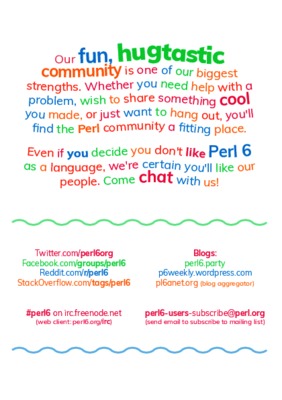 Our fun, hugtastic
community is one of our biggest
strengths. Whether you need help with a
problem, wish to share something cool
you made, or just want to hang out, you'll
find the Perl community a fitting place.
Even if you decide you don't like Perl 6
as a language, we're certain you'll like our
people. Come chat with us!
Twitter.com/perl6org
Facebook.com/groups/perl6
Reddit.com/r/perl6
StackOverflow.com/tags/perl6
#perl6 on irc.freenode.net
(web client: perl6.org/irc)
Blogs:
perl6.party
p6weekly.wordpress.com
pl6anet.org (blog aggregator)
perl6-users-subscribe@perl.org
(send email to subscribe to mailing list)